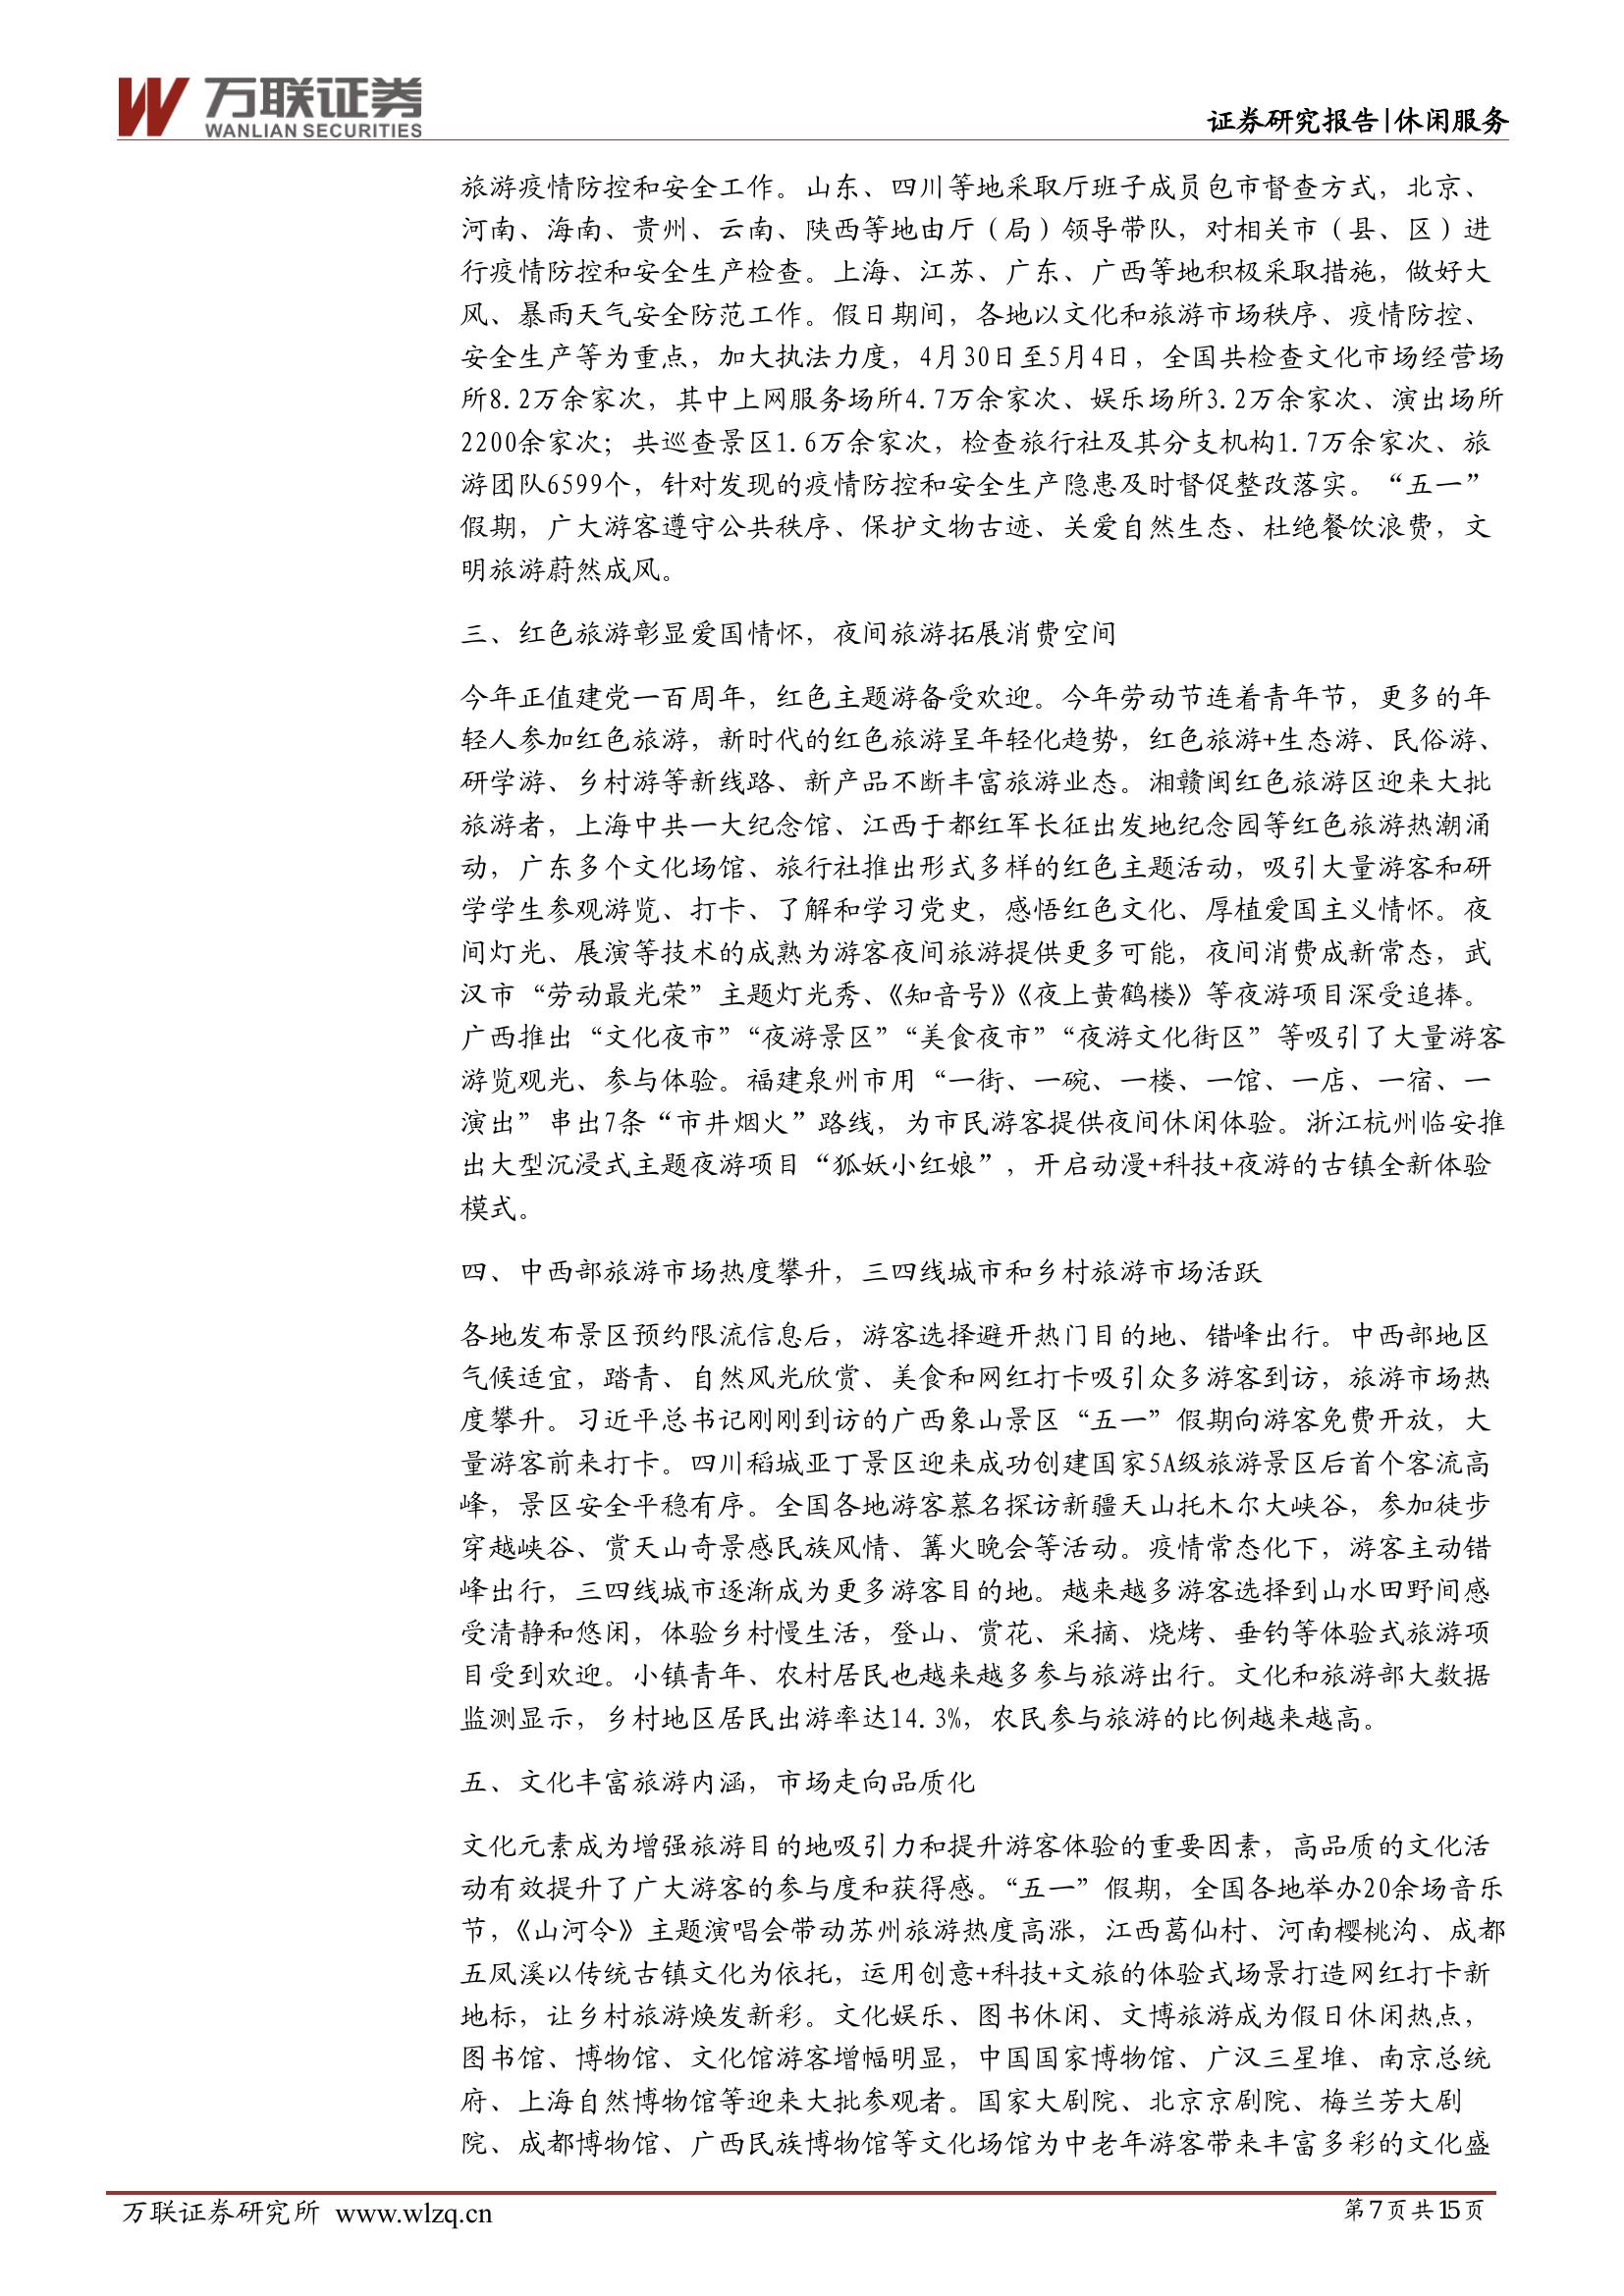 万联证券
WANLIAN SECURITIES
证券研究报告|休闲服务
旅游疫情防控和安全工作。山东、四川等地采取厅班子成员包市督查方式，北京、
河南、海南、贵州、云南、陕西等地由厅（局）领导带队，对相关市（县、区）进
行疫情防控和安全生产检查。上海、江苏、广东、广西等地积极采取措施，做好大
风、暴雨天气安全防范工作。假日期间，各地以文化和旅游市场秩序、疫情防控、
安全生产等为重点，加大执法力度，4月30日至5月4日，全国共检查文化市场经营场
所8.2万余家次，其中上网服务场所4.7万余家次、娱乐场所3.2万余家次、演出场所
2200余家次；共巡查景区1.6万余家次，检查旅行社及其分支机构1.7万余家次、旅
游团队6599个，针对发现的疫情防控和安全生产隐患及时督促整改落实。“五一”
假期，广大游客遵守公共秩序、保护文物古迹、关爱自然生态、杜绝餐饮浪费，文
明旅游蔚然成风。
三、红色旅游彰显爱国情怀，夜间旅游拓展消费空间
今年正值建党一百周年，红色主题游备受欢迎。今年劳动节连着青年节，更多的年
轻人参加红色旅游，新时代的红色旅游呈年轻化趋势，红色旅游+生态游、民俗游、
研学游、乡村游等新线路、新产品不断丰富旅游业态。湘赣闽红色旅游区迎来大批
旅游者，上海中共一大纪念馆、江西于都红军长征出发地纪念园等红色旅游热潮涌
动，广东多个文化场馆、旅行社推出形式多样的红色主题活动，吸引大量游客和研
学学生参观游览、打卡、了解和学习党史，感悟红色文化、厚植爱国主义情怀。夜
间灯光、展演等技术的成熟为游客夜间旅游提供更多可能，夜间消费成新常态，武
汉市“劳动最光荣”主题灯光秀、《知音号》《夜上黄鹤楼》等夜游项目深受追捧。
广西推出“文化夜市”“夜游景区”“美食夜市”“夜游文化街区”等吸引了大量游客
游览观光、参与体验。福建泉州市用“一街、一碗、一楼、一馆、一店、一宿、一
演出”串出7条“市井烟火”路线，为市民游客提供夜间休闲体验。浙江杭州临安推
出大型沉浸式主题夜游项目“狐妖小红娘”，开启动漫+科技+夜游的古镇全新体验
模式。
四、中西部旅游市场热度攀升，三四线城市和乡村旅游市场活跃
各地发布景区预约限流信息后，游客选择避开热门目的地、错峰出行。中西部地区
气候适宜，踏青、自然风光欣赏、美食和网红打卡吸引众多游客到访，旅游市场热
度攀升。习近平总书记刚刚到访的广西象山景区“五一”假期向游客免费开放，大
量游客前来打卡。四川稻城亚丁景区迎来成功创建国家5A级旅游景区后首个客流高
峰，景区安全平稳有序。全国各地游客慕名探访新疆天山托木尔大峡谷，参加徒步
穿越峡谷、赏天山奇景感民族风情、篝火晚会等活动。疫情常态化下，游客主动错
峰出行，三四线城市逐渐成为更多游客目的地。越来越多游客选择到山水田野间感
受清静和悠闲，体验乡村慢生活，登山、赏花、采摘、烧烤、垂钓等体验式旅游项
目受到欢迎。小镇青年、农村居民也越来越多参与旅游出行。文化和旅游部大数据
监测显示，乡村地区居民出游率达14.3%，农民参与旅游的比例越来越高。
五、文化丰富旅游内涵，市场走向品质化
文化元素成为增强旅游目的地吸引力和提升游客体验的重要因素，高品质的文化活
动有效提升了广大游客的参与度和获得感。“五一”假期，全国各地举办20余场音乐
节，《山河令》主题演唱会带动苏州旅游热度高涨，江西葛仙村、河南樱桃沟、成都
五凤溪以传统古镇文化为依托，运用创意+科技+文旅的体验式场景打造网红打卡新
地标，让乡村旅游焕发新彩。文化娱乐、图书休闲、文博旅游成为假日休闲热点，
图书馆、博物馆、文化馆游客增幅明显，中国国家博物馆、广汉三星堆、南京总统
府、上海自然博物馆等迎来大批参观者。国家大剧院、北京京剧院、梅兰芳大剧
院、成都博物馆、广西民族博物馆等文化场馆为中老年游客带来丰富多彩的文化盛
万联证券研究所 www.wlzq.cn
第7页共15页